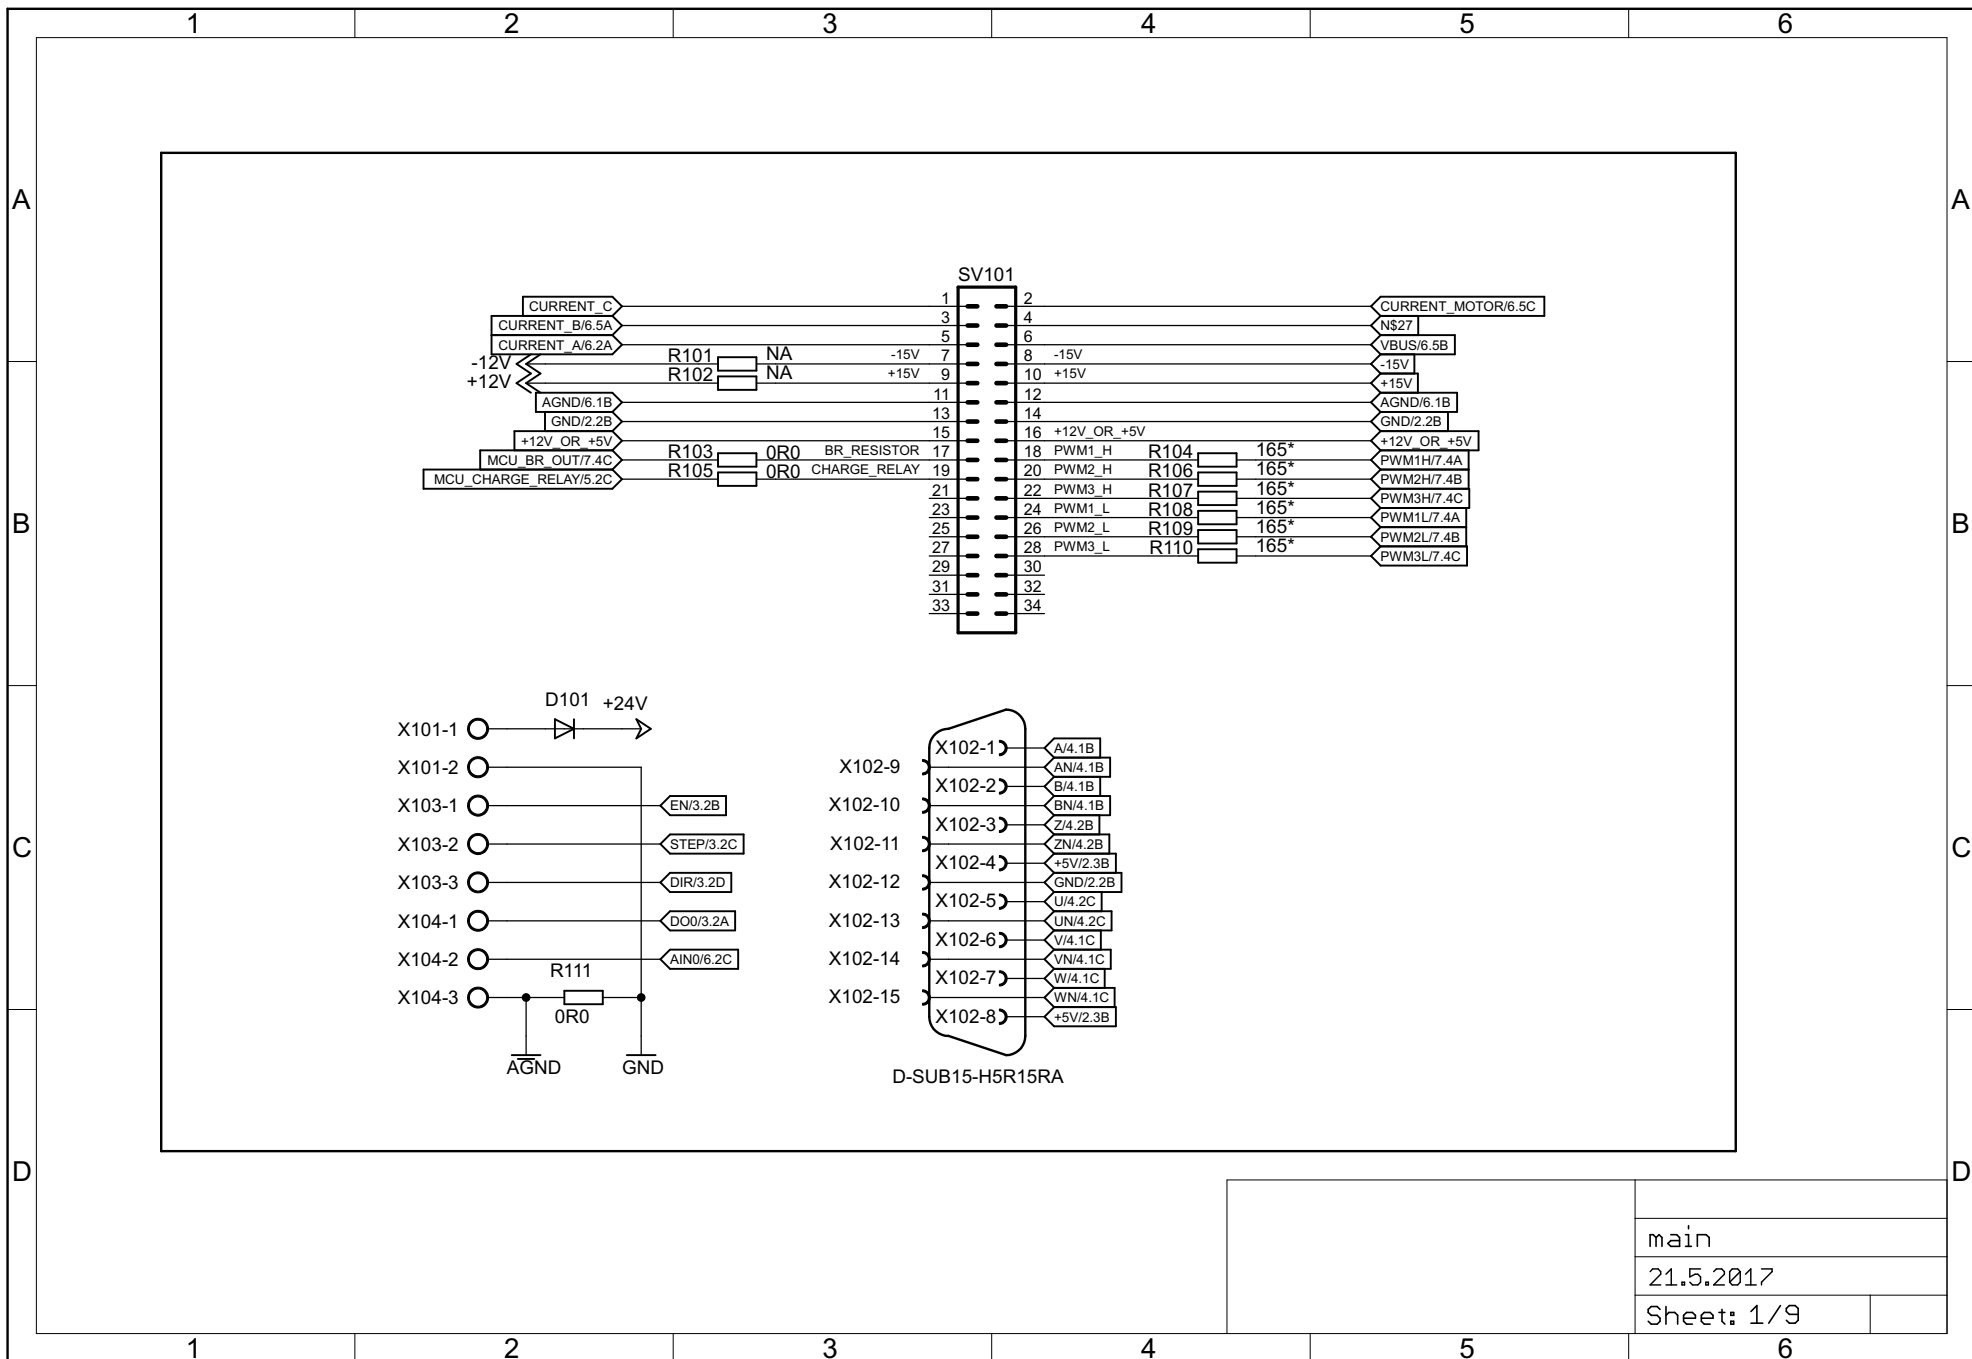 1 2 3 4 5 6
A A
SV101
CURRENT_C 1 2 CURRENT_MOTOR/6.5C
CURRENT_B/6.5A 3 4 N$27
CURRENT_A/6.2A 5 6 VBUS/6.5B
-12V R101 NA -15V 7 8 -15V -15V
+12V R102 NA +15V 9 10 +15V +15V
AGND/6.1B 11 12 AGND/6.1B
GND/2.2B 13 14 GND/2.2B
+12V_OR_+5V 15 16 +12V_OR_+5V +12V_OR_+5V
MCU_BR_OUT/7.4C R103 0R0 BR_RESISTOR 17 18 PWM1_H R104 165* PWM1H/7.4A
MCU_CHARGE_RELAY/5.2C R105 0R0 CHARGE_RELAY 19 20 PWM2_H R106 165* PWM2H/7.4B
21 22 PWM3_H R107 165* PWM3H/7.4C
23 24 PWM1_L R108 165* PWM1L/7.4A
B B
25 26 PWM2_L R109 165* PWM2L/7.4B
27 28 PWM3_L R110 165* PWM3L/7.4C
29 30
31 32
33 34
D101 +24V
X101-1
X101-2
X103-1 EN/3.2B
X103-2 STEP/3.2C
X103-3 DIR/3.2D
X104-1 DO0/3.2A
X104-2 AIN0/6.2C
R111
X104-3
0R0
AGND GND
X102-1 A/4.1B
X102-9 AN/4.1B
X102-2 B/4.1B
X102-10 BN/4.1B
X102-3 Z/4.2B
X102-11 ZN/4.2B
X102-4 +5V/2.3B
X102-12 GND/2.2B
X102-5 U/4.2C
X102-13 UN/4.2C
X102-6 V/4.1C
X102-14 VN/4.1C
X102-7 W/4.1C
X102-15 WN/4.1C
X102-8 +5V/2.3B
D-SUB15-H5R15RA
C C
D D
main
21.5.2017
Sheet: 1/9
1 2 3 4 5 6